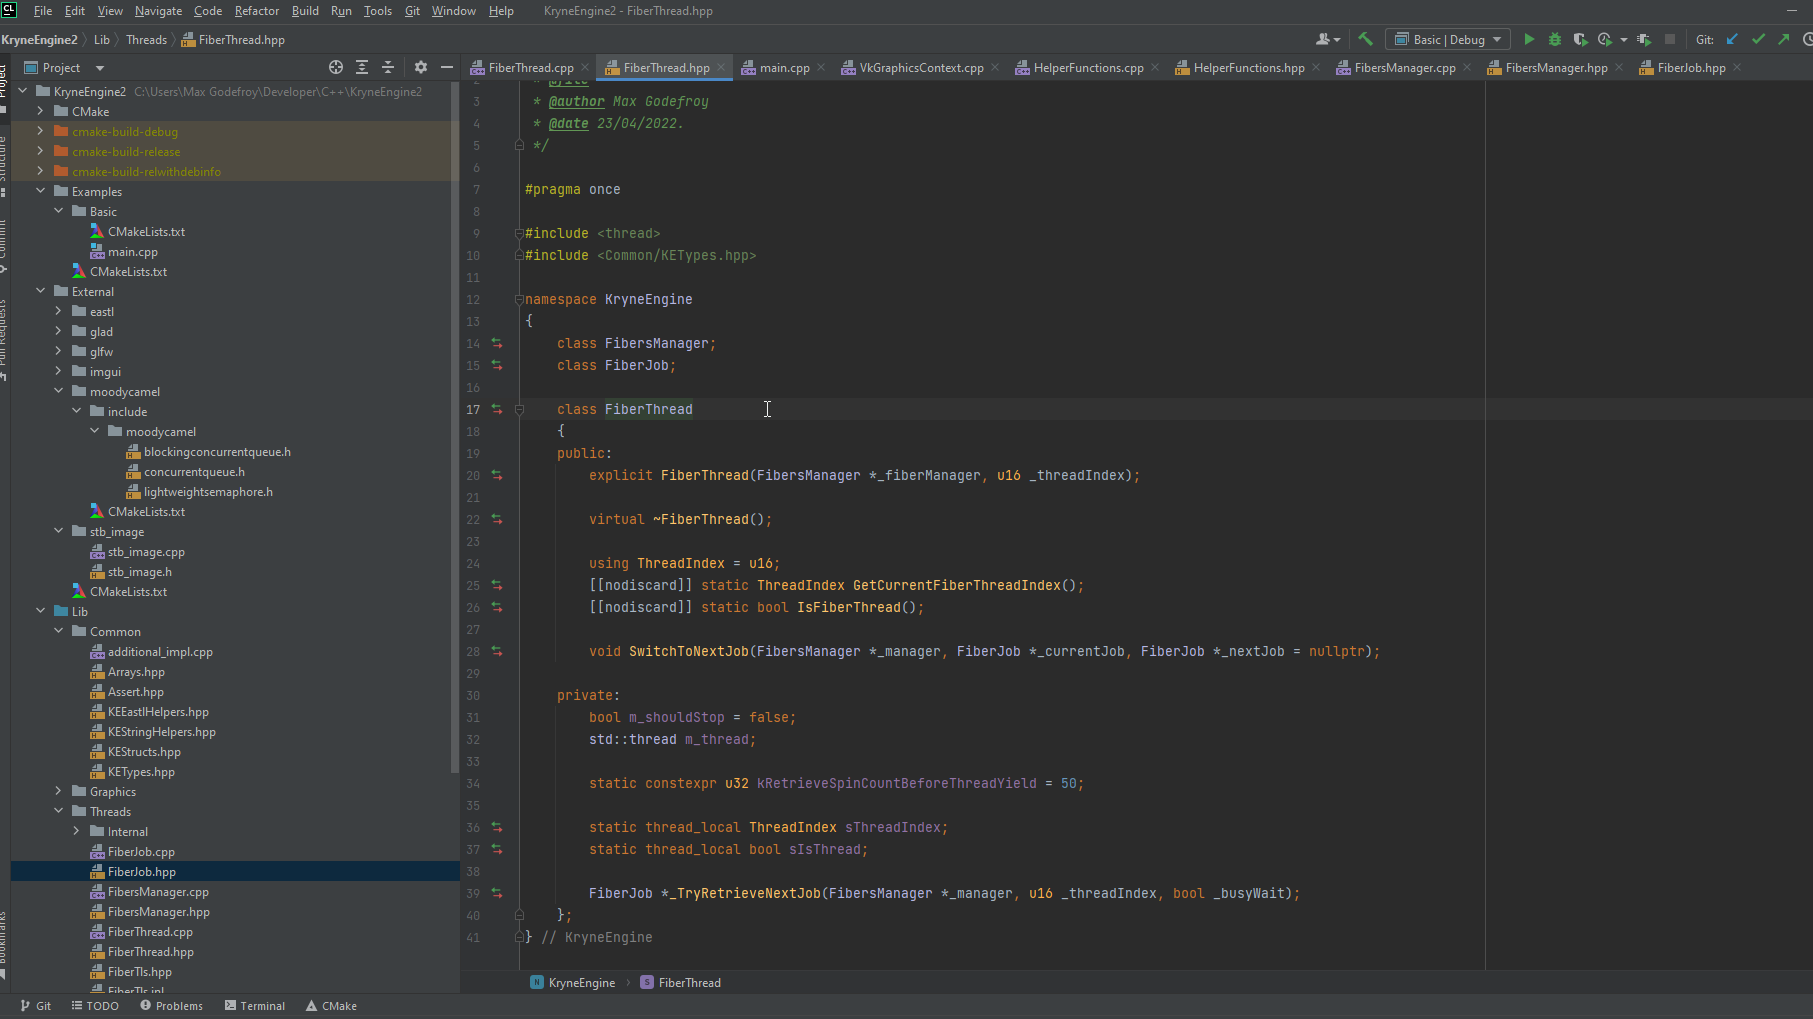 CL File Edit View Navigate Code Refactor Build Run Tools Git Window Help KryneEngine2 - FiberThread.hpp
KryneEngine2 Lib Threads FiberThread.hpp Basic | Debug Git:
Project
FiberThread.cpp FiberThread.hpp main.cpp VkGraphicsContext.cpp HelperFunctions.cpp HelperFunctions.hpp FibersManager.cpp FibersManager.hpp FiberJob.hpp
KryneEngine2 C:\Users\Max Godefroy\Developer\C++\KryneEngine2
CMake
cmake-build-debug
cmake-build-release
cmake-build-relwithdebinfo
Examples
Basic
CMakeLists.txt
main.cpp
CMakeLists.txt
External
eastl
glad
glfw
imgui
moodycamel
include
moodycamel
blockingconcurrentqueue.h
concurrentqueue.h
lightweightsemaphore.h
CMakeLists.txt
stb_image
stb_image.cpp
stb_image.h
CMakeLists.txt
Lib
Common
additional_impl.cpp
Arrays.hpp
Assert.hpp
KEEastlHelpers.hpp
KEStringHelpers.hpp
KEStructs.hpp
KETypes.hpp
Graphics
Threads
Internal
FiberJob.cpp
FiberJob.hpp
FibersManager.cpp
FibersManager.hpp
FiberThread.cpp
FiberThread.hpp
FiberTls.hpp
FiberTls.inl
3 * @author Max Godefroy
4 * @date 23/04/2022.
5 */
6
7 #pragma once
8
9 #include <thread>
10 #include <Common/KETypes.hpp>
11
12 namespace KryneEngine
13 {
14 class FibersManager;
15 class FiberJob;
16
17 class FiberThread
18 {
19 public:
20 explicit FiberThread(FibersManager *_fiberManager, u16 _threadIndex);
21
22 virtual ~FiberThread();
23
24 using ThreadIndex = u16;
25 [[nodiscard]] static ThreadIndex GetCurrentFiberThreadIndex();
26 [[nodiscard]] static bool IsFiberThread();
27
28 void SwitchToNextJob(FibersManager *_manager, FiberJob *_currentJob, FiberJob *_nextJob = nullptr);
29
30 private:
31 bool m_shouldStop = false;
32 std::thread m_thread;
33
34 static constexpr u32 kRetrieveSpinCountBeforeThreadYield = 50;
35
36 static thread_local ThreadIndex sThreadIndex;
37 static thread_local bool sIsThread;
38
39 FiberJob *_TryRetrieveNextJob(FibersManager *_manager, u16 _threadIndex, bool _busyWait);
40 };
41 } // KryneEngine
N KryneEngine S FiberThread
Git TODO Problems Terminal CMake